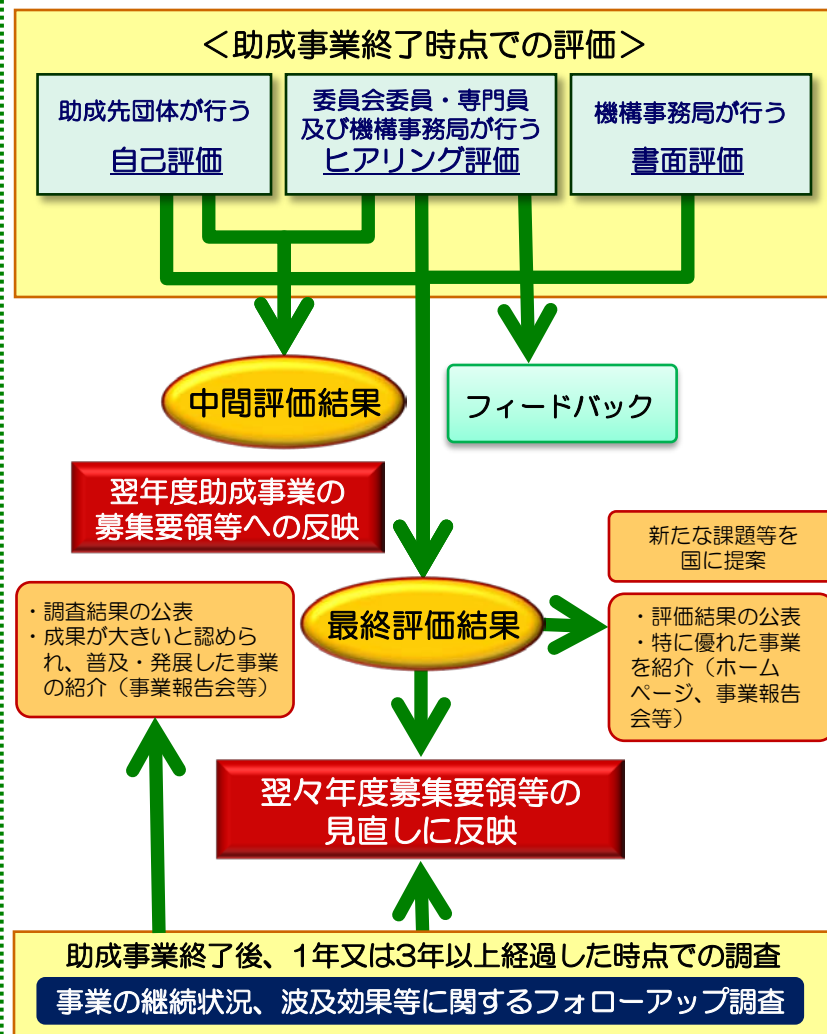 ＜助成事業終了時点での評価＞
助成先団体が行う
自己評価
委員会委員・専門員
及び機構事務局が行う
ヒアリング評価
機構事務局が行う
書面評価
中間評価結果
フィードバック
翌年度助成事業の
募集要領等への反映
新たな課題等を
国に提案
・調査結果の公表
・成果が大きいと認めら
れ、普及・発展した事業
の紹介（事業報告会等）
最終評価結果
・評価結果の公表
・特に優れた事業
を紹介（ホーム
ページ、事業報告
会等）
翌々年度募集要領等の
見直しに反映
助成事業終了後、1年又は3年以上経過した時点での調査
事業の継続状況、波及効果等に関するフォローアップ調査